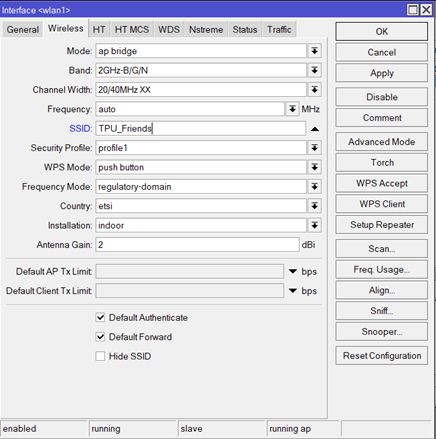 Interface <wlan1>
General Wireless HT HT MCS WDS Nstreme Status Traffic
Mode: ap bridge
Band: 2GHz-B/G/N
Channel Width: 20/40MHz XX
Frequency: auto MHz
SSID: TPU_Friends
Security Profile: profile1
WPS Mode: push button
Frequency Mode: regulatory-domain
Country: etsi
Installation: indoor
Antenna Gain: 2 dBi
Default AP Tx Limit: bps
Default Client Tx Limit: bps
Default Authenticate
Default Forward
Hide SSID
OK
Cancel
Apply
Disable
Comment
Advanced Mode
Torch
WPS Accept
WPS Client
Setup Repeater
Scan...
Freq. Usage...
Align...
Sniff...
Snooper...
Reset Configuration
enabled running slave running ap